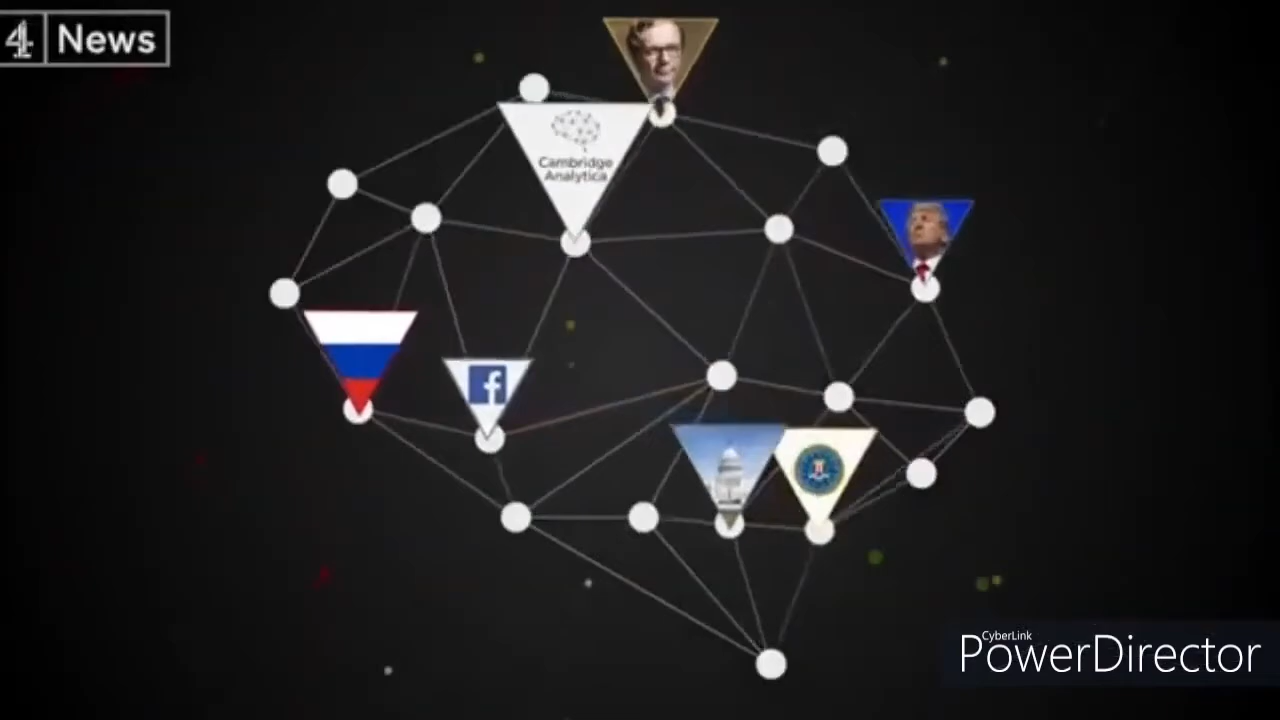 4 News
Cambridge
Analytica
f
CyberLink
PowerDirector